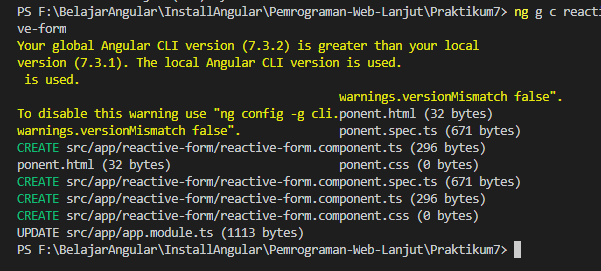 PS F:\BelajarAngular\InstallAngular\Pemrograman-Web-Lanjut\Praktikum7> ng g c reacti
ve-form
Your global Angular CLI version (7.3.2) is greater than your local
version (7.3.1). The local Angular CLI version is used.
 is used.
warnings.versionMismatch false".
To disable this warning use "ng config -g cli.ponent.html (32 bytes)
warnings.versionMismatch false". ponent.spec.ts (671 bytes)
CREATE src/app/reactive-form/reactive-form.component.ts (296 bytes)
ponent.html (32 bytes) ponent.css (0 bytes)
CREATE src/app/reactive-form/reactive-form.component.spec.ts (671 bytes)
CREATE src/app/reactive-form/reactive-form.component.ts (296 bytes)
CREATE src/app/reactive-form/reactive-form.component.css (0 bytes)
UPDATE src/app/app.module.ts (1113 bytes)
PS F:\BelajarAngular\InstallAngular\Pemrograman-Web-Lanjut\Praktikum7>